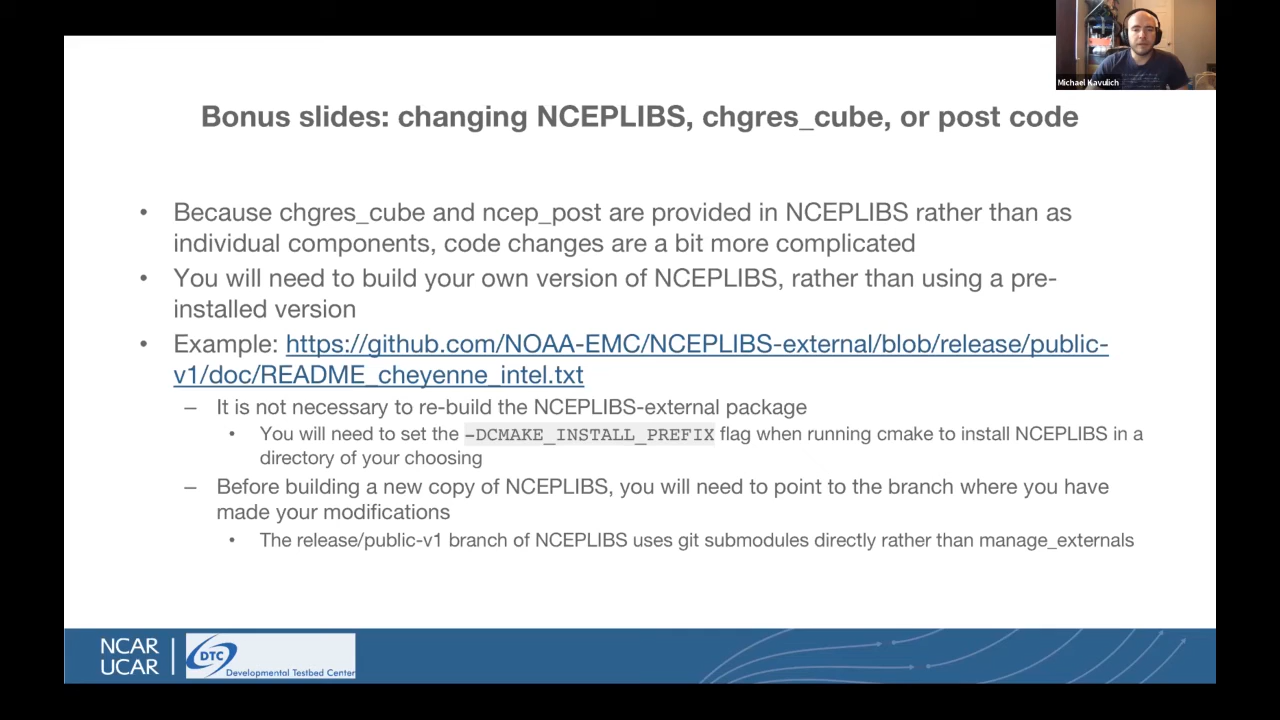 Michael Kavulich
Bonus slides: changing NCEPLIBS, chgres_cube, or post code
• Because chgres_cube and ncep_post are provided in NCEPLIBS rather than as
individual components, code changes are a bit more complicated
• You will need to build your own version of NCEPLIBS, rather than using a pre-
installed version
• Example: https://github.com/NOAA-EMC/NCEPLIBS-external/blob/release/public-
v1/doc/README_cheyenne_intel.txt
– It is not necessary to re-build the NCEPLIBS-external package
• You will need to set the -DCMAKE_INSTALL_PREFIX flag when running cmake to install NCEPLIBS in a
directory of your choosing
– Before building a new copy of NCEPLIBS, you will need to point to the branch where you have
made your modifications
• The release/public-v1 branch of NCEPLIBS uses git submodules directly rather than manage_externals
NCAR
UCAR
DTC
Developmental Testbed Center